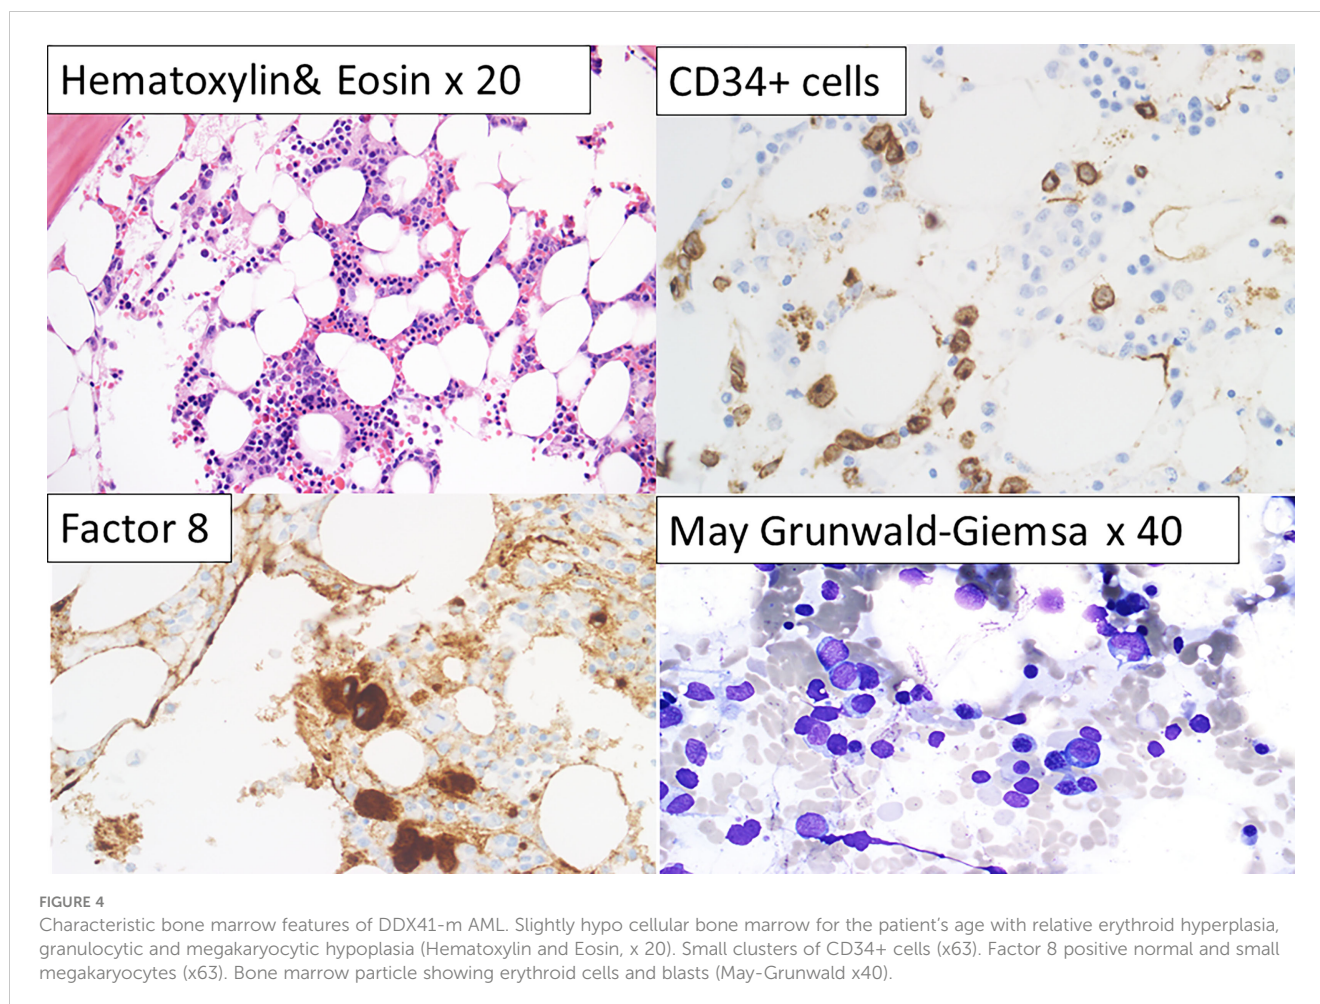 Hematoxylin& Eosin x 20
CD34+ cells
Factor 8
May Grunwald-Giemsa x 40
FIGURE 4
Characteristic bone marrow features of DDX41-m AML. Slightly hypo cellular bone marrow for the patient's age with relative erythroid hyperplasia,
granulocytic and megakaryocytic hypoplasia (Hematoxylin and Eosin, x 20). Small clusters of CD34+ cells (x63). Factor 8 positive normal and small
megakaryocytes (x63). Bone marrow particle showing erythroid cells and blasts (May-Grunwald x40).